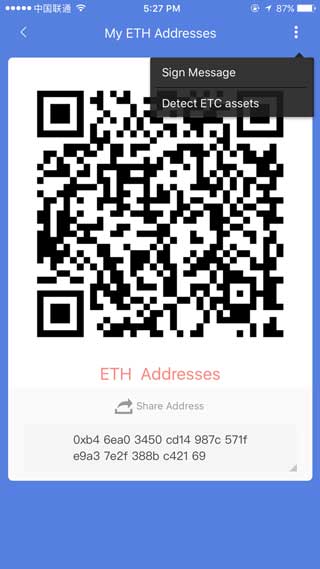 中国联通 5:27 PM 87%
My ETH Addresses
Sign Message
Detect ETC assets
ETH Addresses
Share Address
0xb4 6ea0 3450 cd14 987c 571f
e9a3 7e2f 388b c421 69